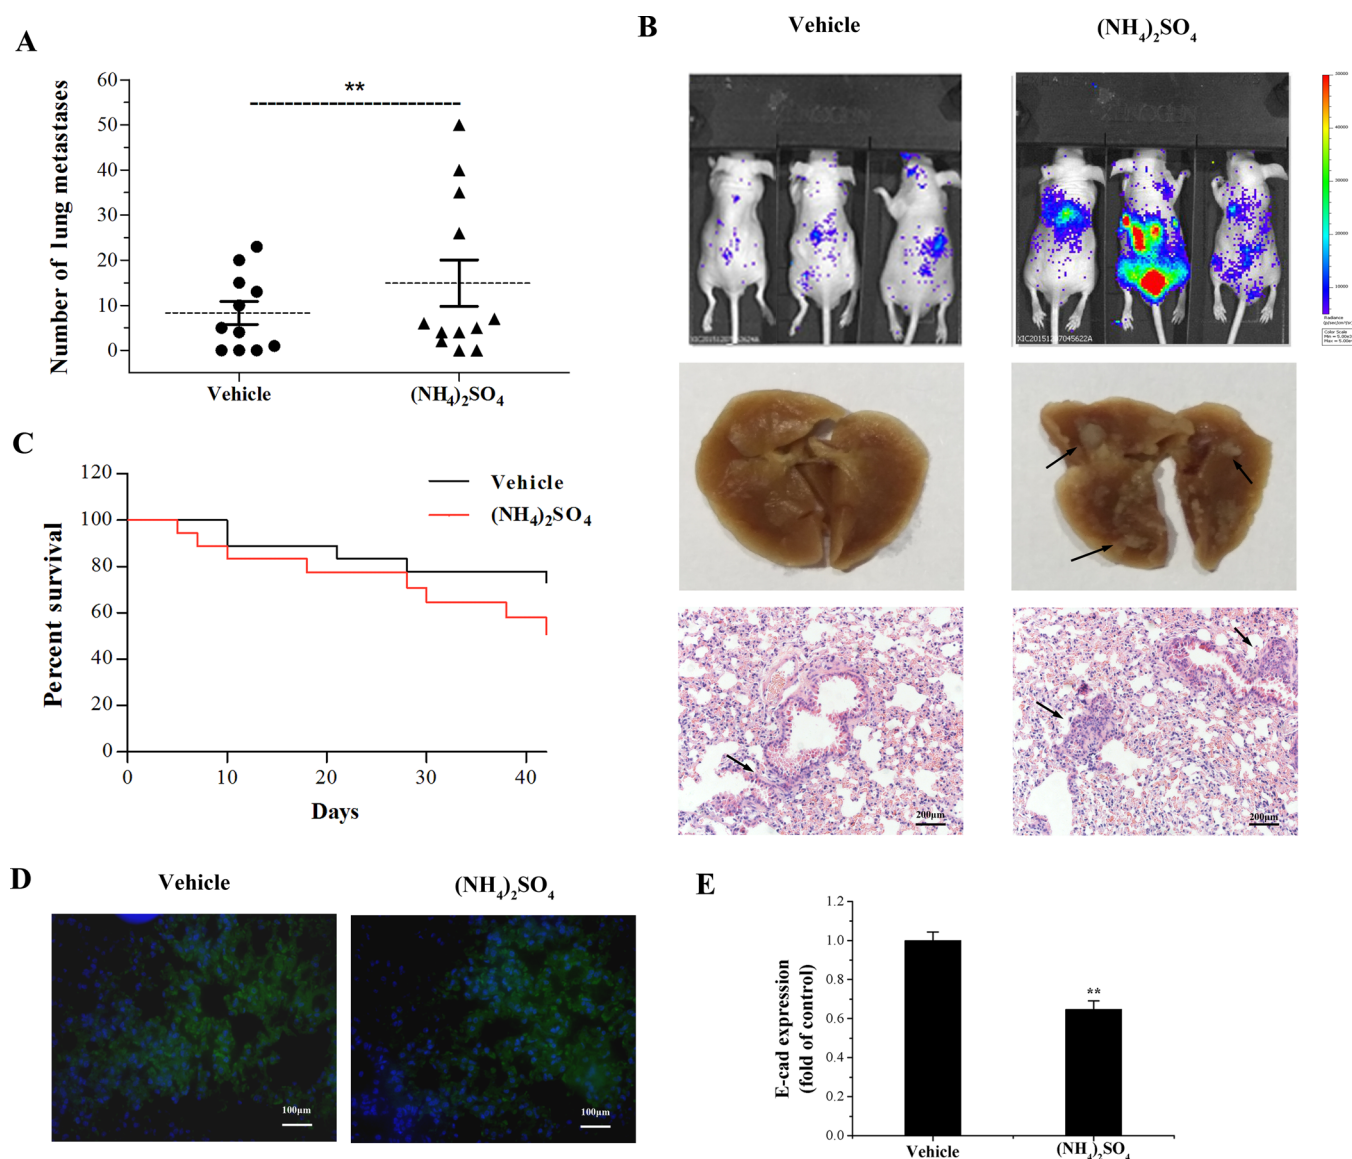 A
Number of lung metastases
60
50
40
30
20
10
0
**
Vehicle
(NH₄)₂SO₄
B
Vehicle
(NH₄)₂SO₄
200μm
200μm
C
Percent survival
120
100
80
60
40
20
0
Vehicle
(NH₄)₂SO₄
0
10
20
30
40
Days
D
Vehicle
(NH₄)₂SO₄
100μm
100μm
E
E-cad expression
(fold of control)
1.2
1.0
0.8
0.6
0.4
0.2
0.0
**
Vehicle
(NH₄)₂SO₄